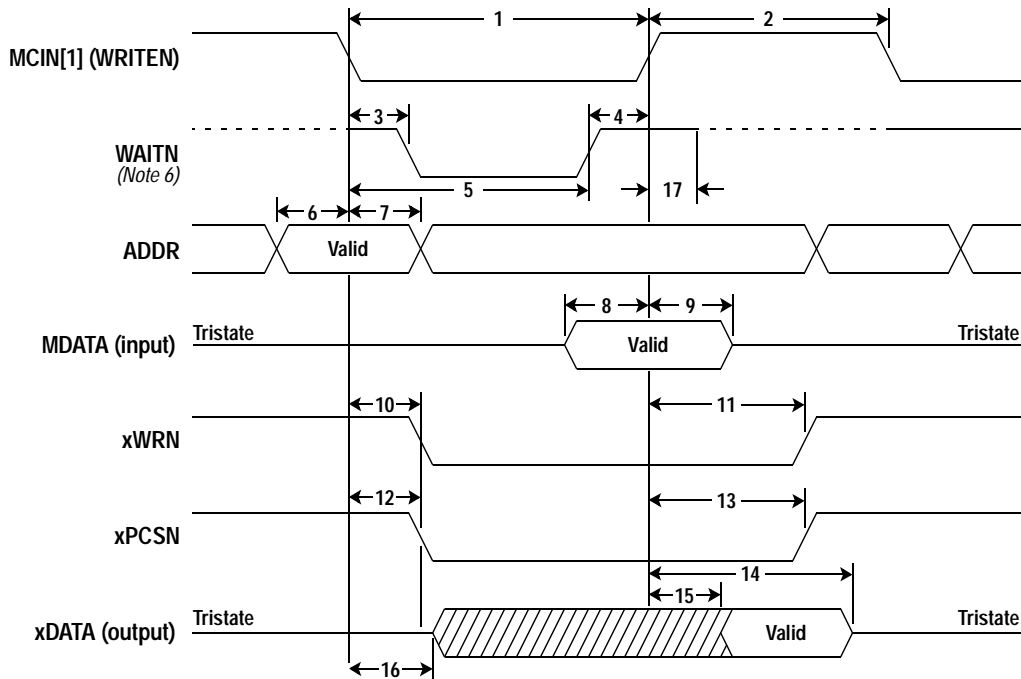 1 2
MCIN[1] (WRITEN)
3 4
WAITN
(Note 6)
5 17
6 7
ADDR Valid
8 9
MDATA (input) Tristate Valid Tristate
10 11
xWRN
12 13
xPCSN
14
15
xDATA (output) Tristate Valid Tristate
16